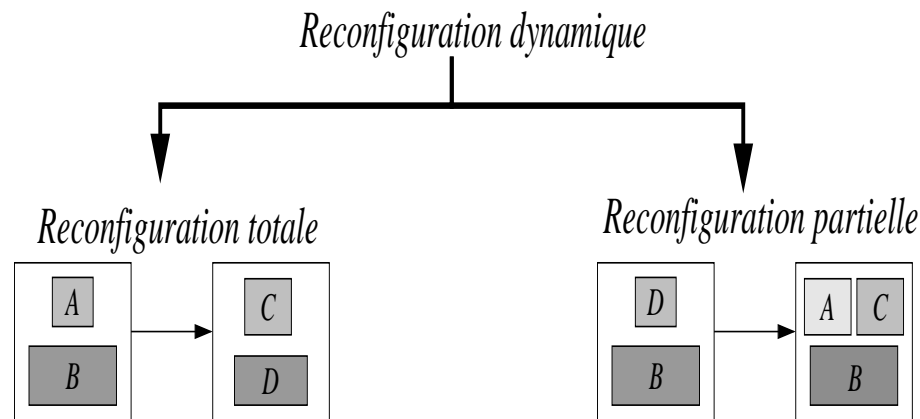 Reconfiguration dynamique
Reconfiguration totale
Reconfiguration partielle
A
C
B
D
D
A
C
B
B